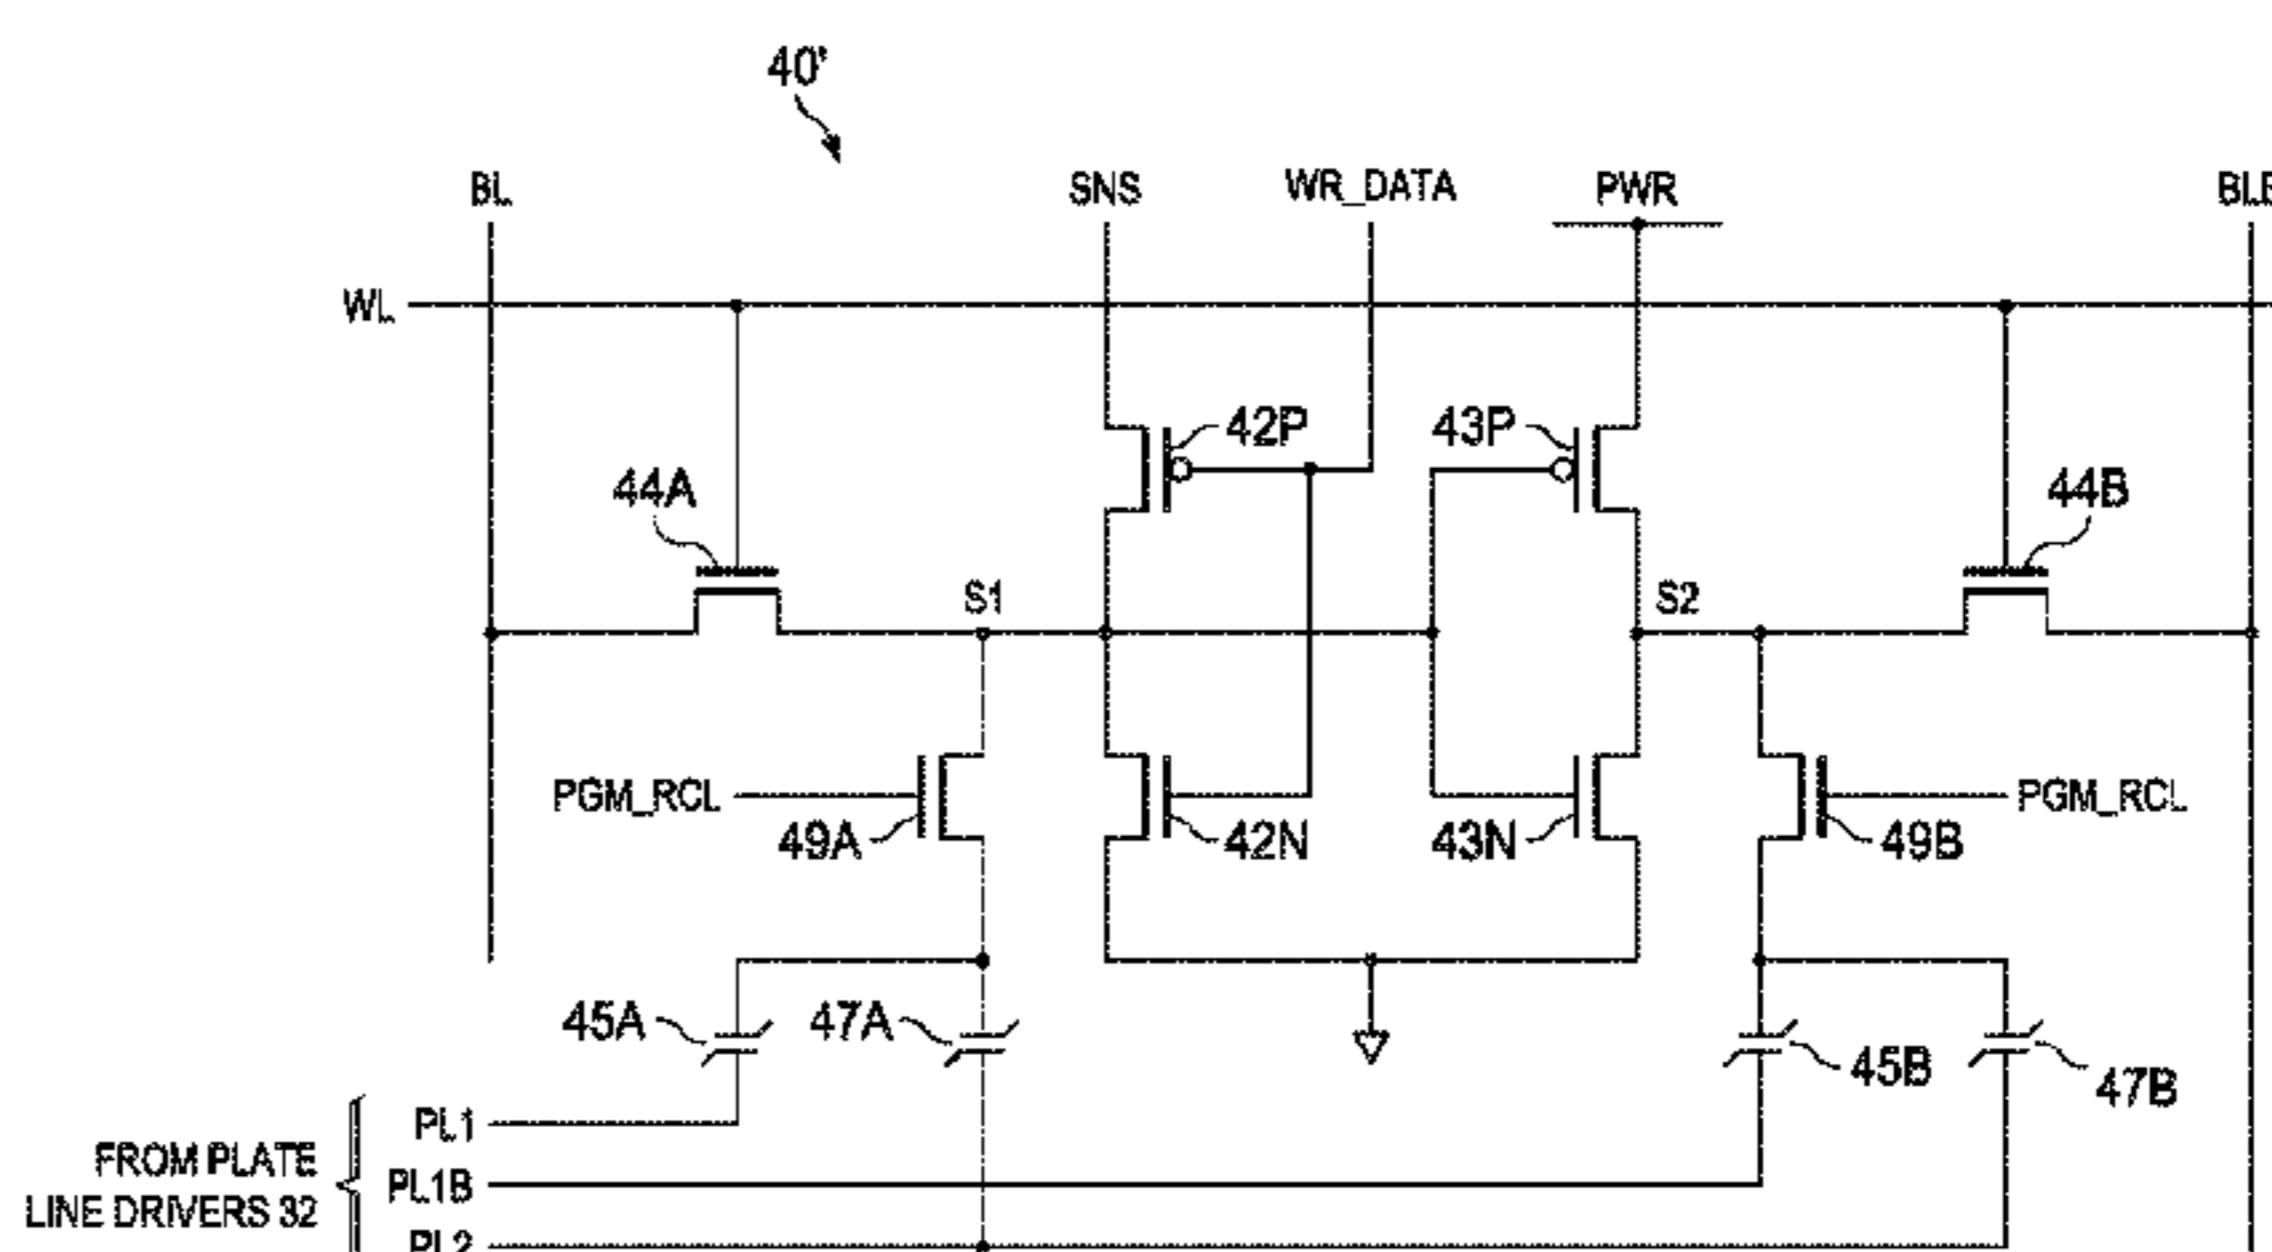 40'
BL
SNS
WR_DATA
PWR
WL
42P
43P
44A
44B
S1
S2
PGM_RCL
PGM_RCL
49A
42N
43N
49B
45A
47A
45B
47B
PL1
FROM PLATE
LINE DRIVERS 32
PL1B
PL2